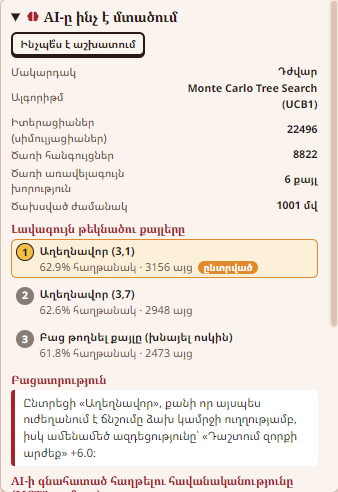 ▼ AI-ը ինչ է մտածում
Ինչպե՞ս է աշխատում
Մակարդակ Դժվար
Ալգորիթմ Monte Carlo Tree Search
(UCB1)
Իտերացիաներ
(սիմուլյացիաներ) 22496
Ծառի հանգույցներ 8822
Ծառի առավելագույն
խորություն 6 քայլ
Ծախսված ժամանակ 1001 մվ
Լավագույն թեկնածու քայլերը
1 Աղեղնավոր (3,1)
62.9% հաղթանակ · 3156 այց ընտրված
2 Աղեղնավոր (3,7)
62.6% հաղթանակ · 2948 այց
3 Բաց թողնել քայլը (խնայել ոսկին)
61.8% հաղթանակ · 2473 այց
Բացատրություն
Ընտրեցի «Աղեղնավոր», քանի որ այսպես
ուժեղանում է ճնշումը ձախ կամրջի ուղղությամբ,
իսկ ամենամեծ ազդեցությունը՝ «Դաշտում զորքի
արժեք» +6.0:
AI-ի գնահատած հաղթելու հավանականությունը